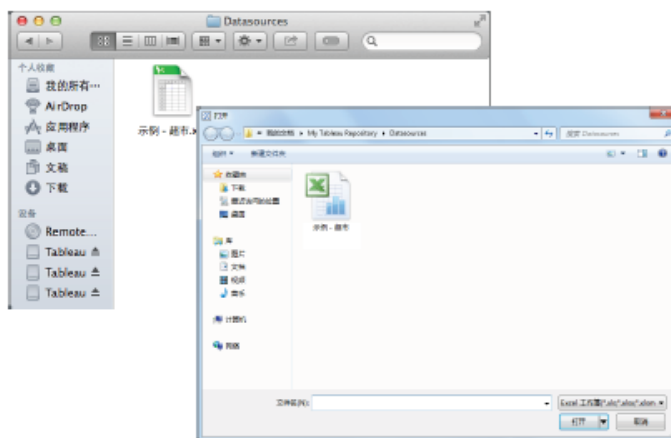 Datasources
个人收藏
我的所有…
AirDrop
应用程序
桌面
文稿
下载
设备
Remote...
Tableau
Tableau
Tableau
示例 - 超市.x
打开
我的文档 ▸ My Tableau Repository ▸ Datasources
搜索 Datasources
组织
新建文件夹
收藏夹
下载
最近访问的位置
桌面
库
图片
文档
视频
音乐
计算机
网络
示例 - 超市
文件名(N):
打开
取消